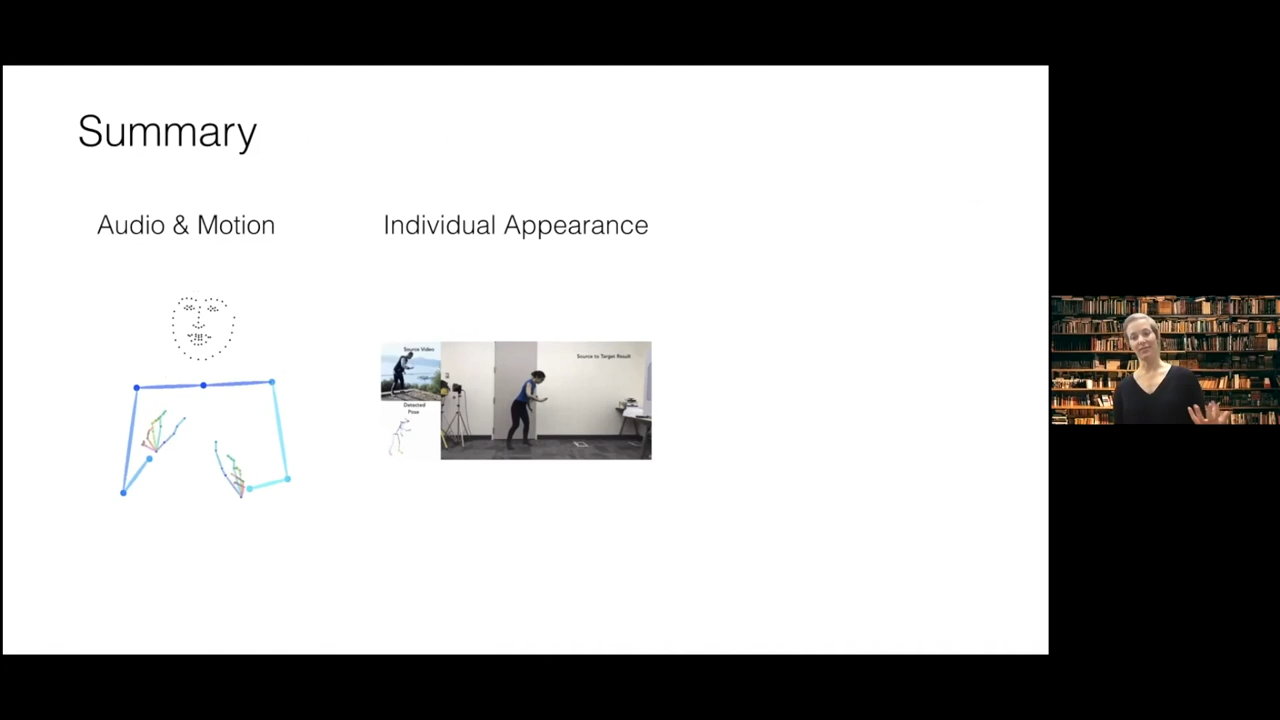 Summary
Audio & Motion
Individual Appearance
Source Video
Source to Target Result
Detected
Pose